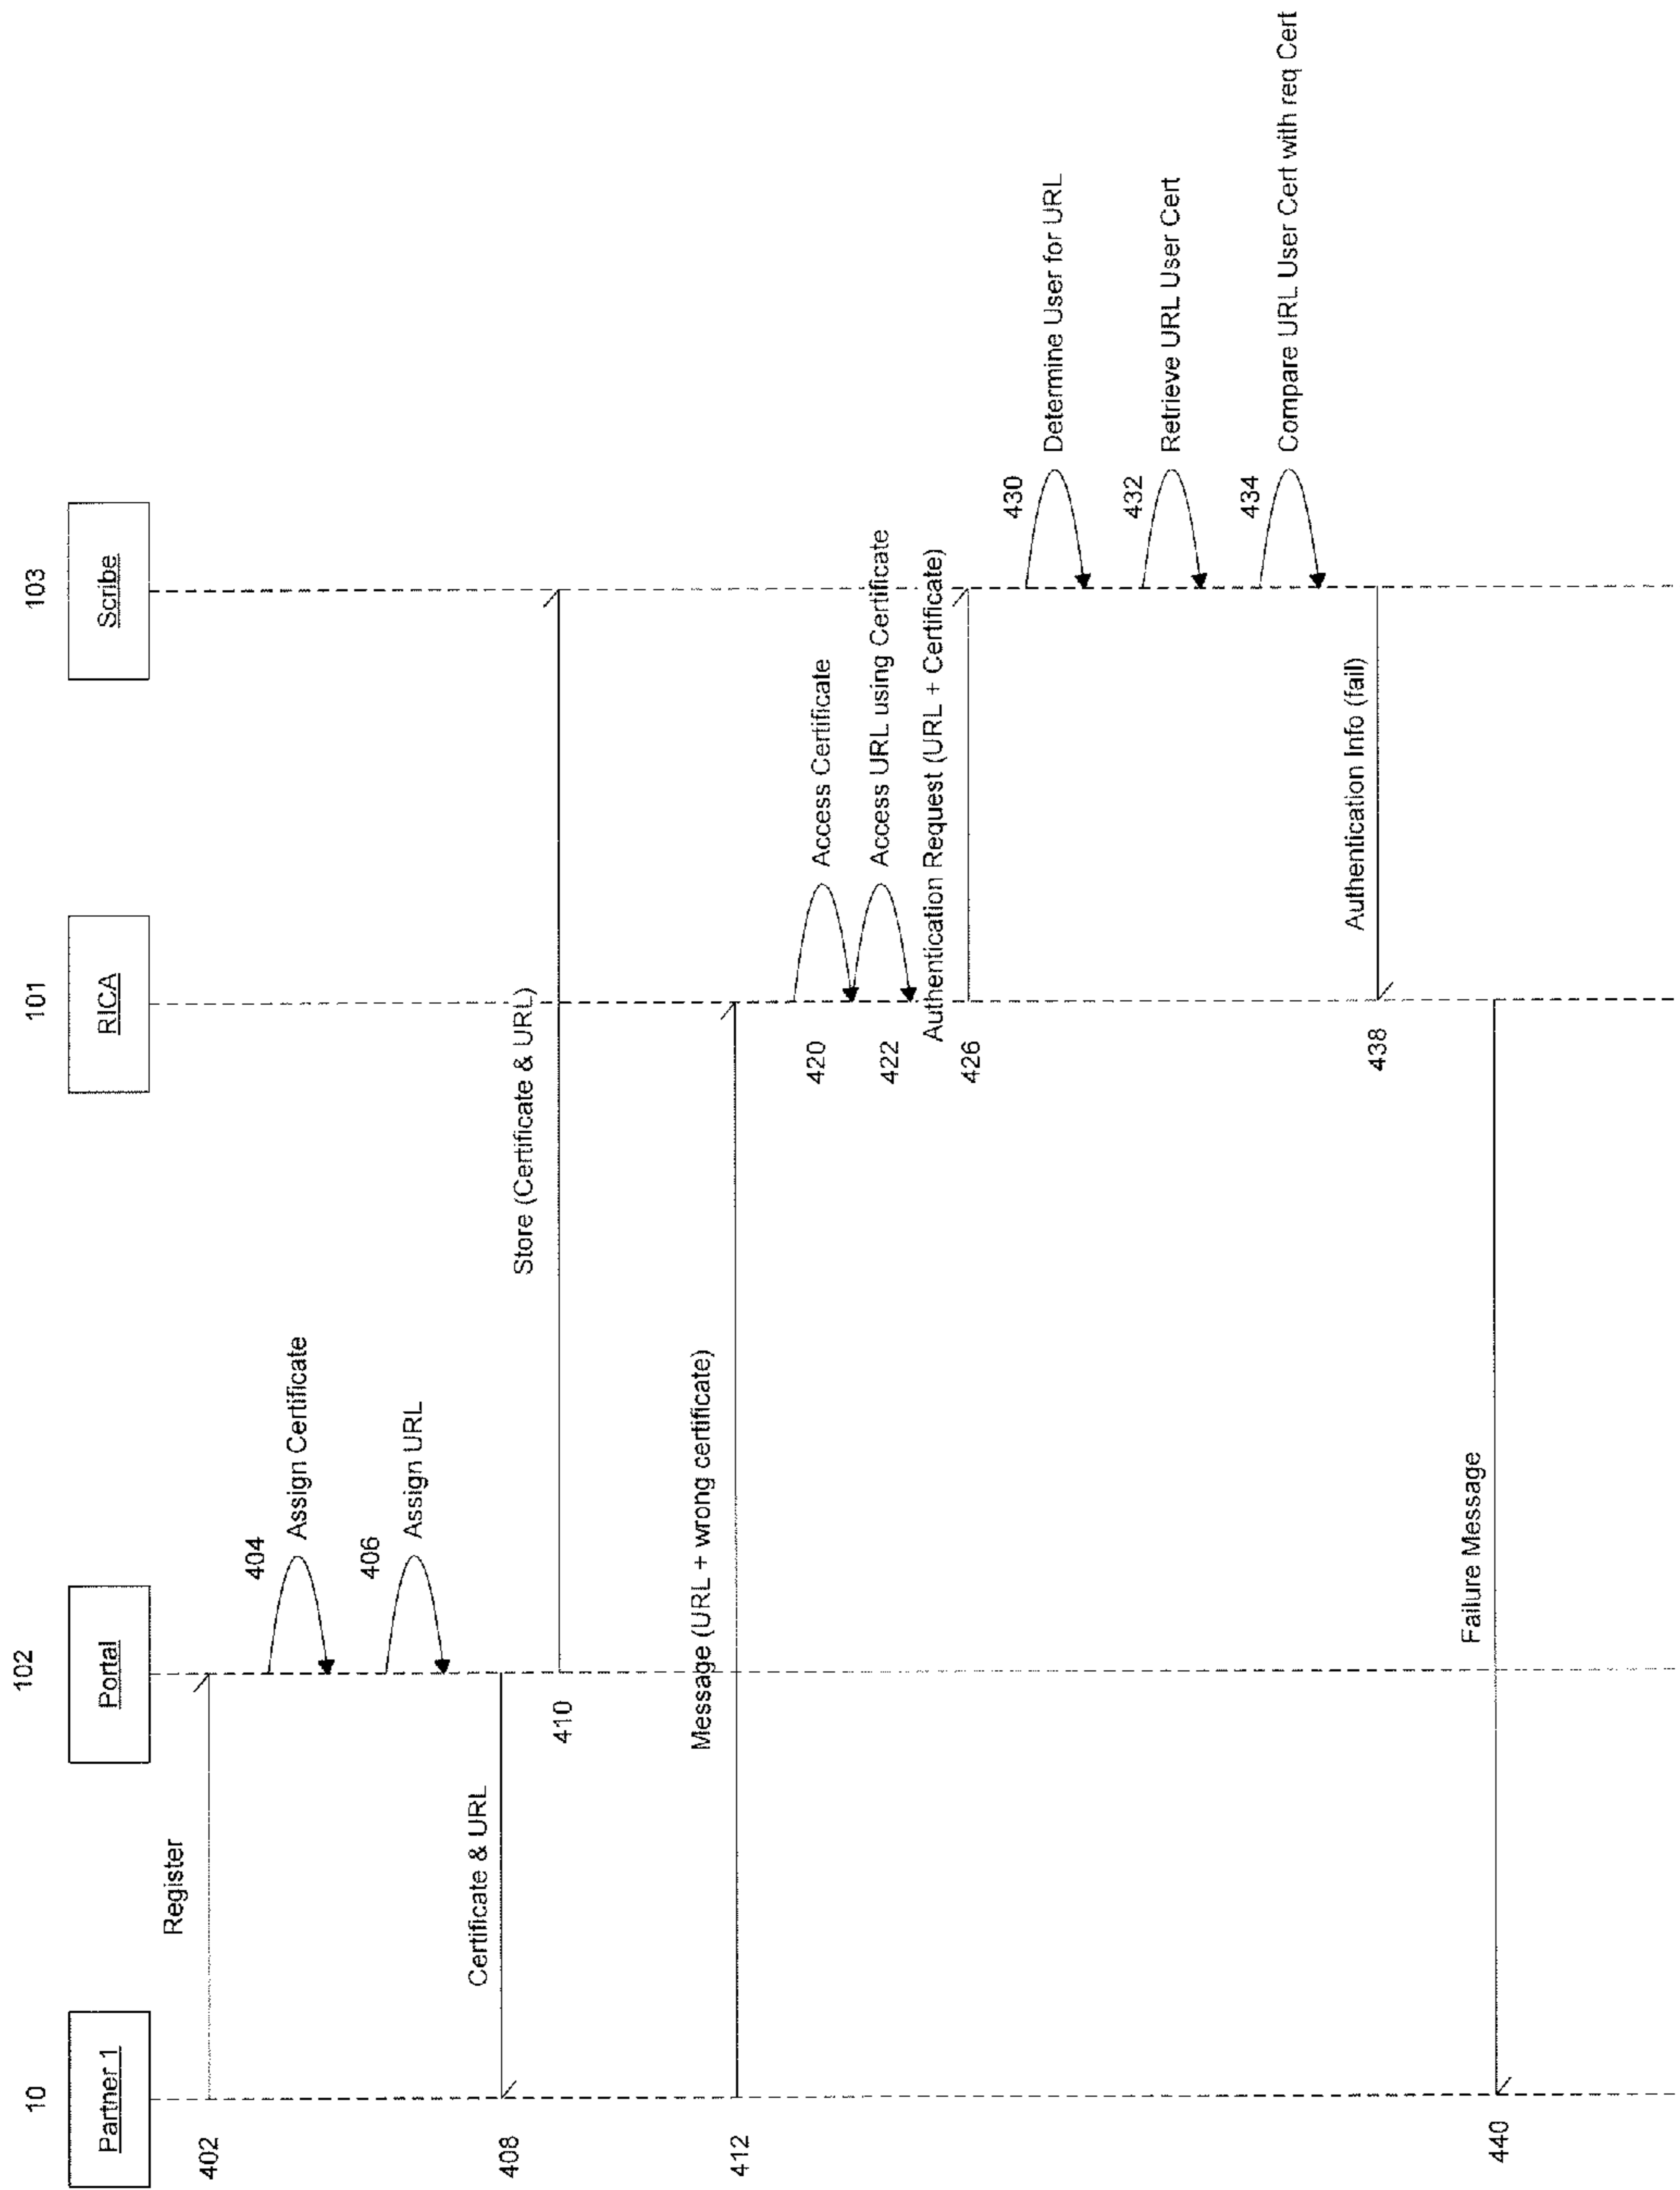 10
102
101
103
Partner 1
Portal
RICA
Scribe
402
Register
404
Assign Certificate
406
Assign URL
408
Certificate & URL
410
Store (Certificate & URL)
412
Message (URL + wrong certificate)
420
Access Certificate
422
Access URL using Certificate
426
Authentication Request (URL + Certificate)
430
Determine User for URL
432
Retrieve URL User Cert
434
Compare URL User Cert with req Cert
438
Authentication Info (fail)
440
Failure Message